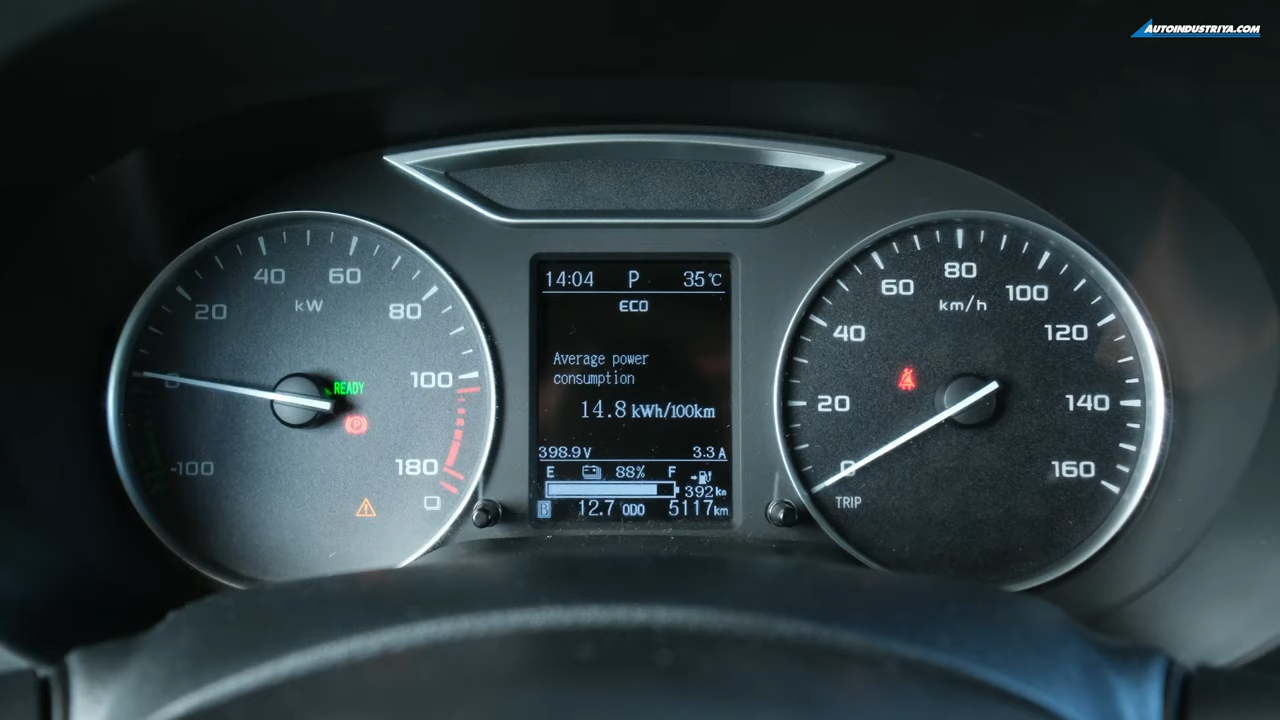 AUTOINDUSTRIYA.COM
14:04 P 35℃
ECO
Average power
consumption
14.8 kWh/100km
398.9V 3.3A
E 88% F
392km
B 12.7 ODO 5117km
kW
-100
0
20
40
60
80
100
180
READY
P
km/h
0
20
40
60
80
100
120
140
160
TRIP